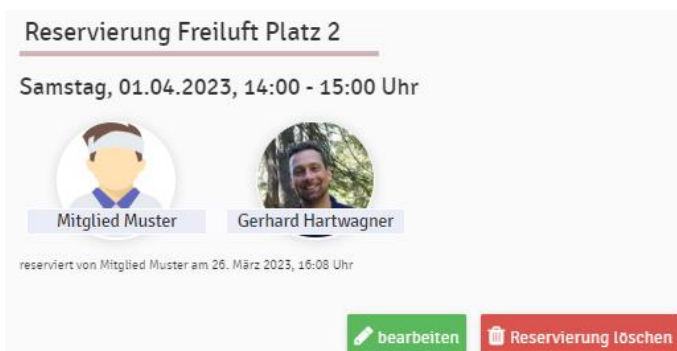 Reservierung Freiluft Platz 2
Samstag, 01.04.2023, 14:00 - 15:00 Uhr
Mitglied Muster Gerhard Hartwagner
reserviert von Mitglied Muster am 26. März 2023, 16:08 Uhr
bearbeiten Reservierung löschen